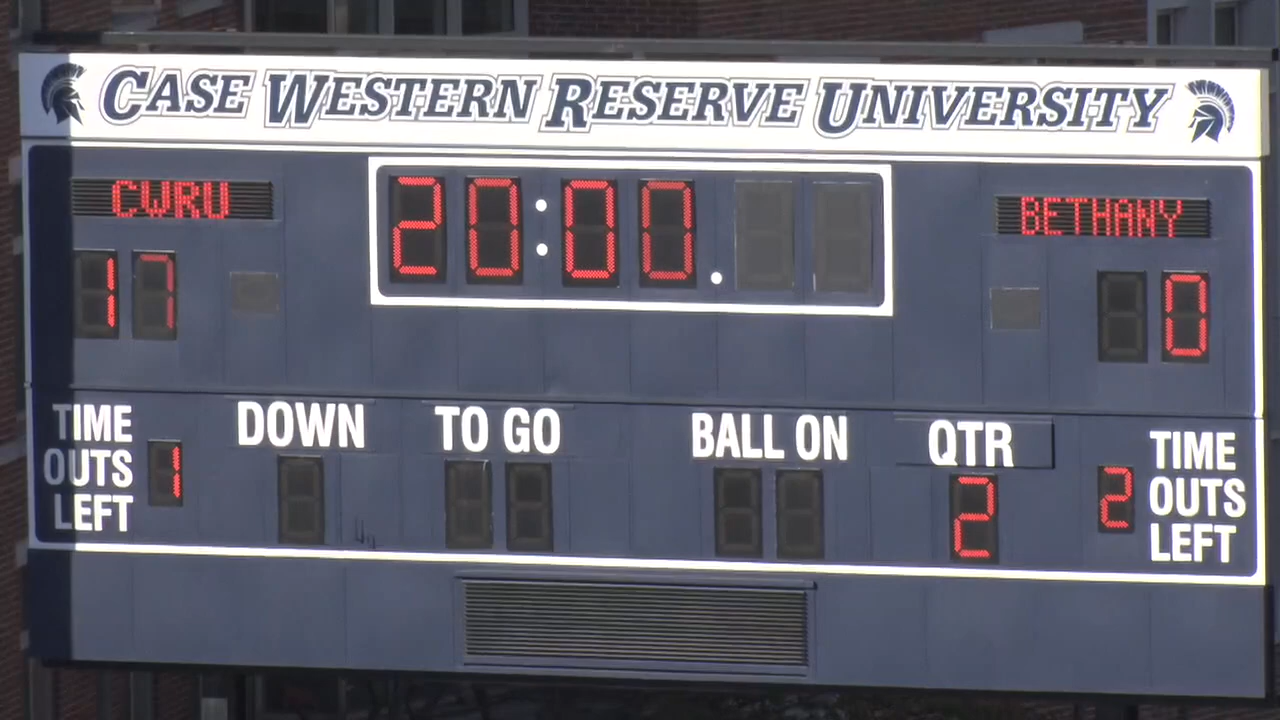 CASE WESTERN RESERVE UNIVERSITY
CWRU
20:00.
BETHANY
17
0
TIME OUTS LEFT
1
DOWN
TO GO
BALL ON
QTR
2
2
TIME OUTS LEFT